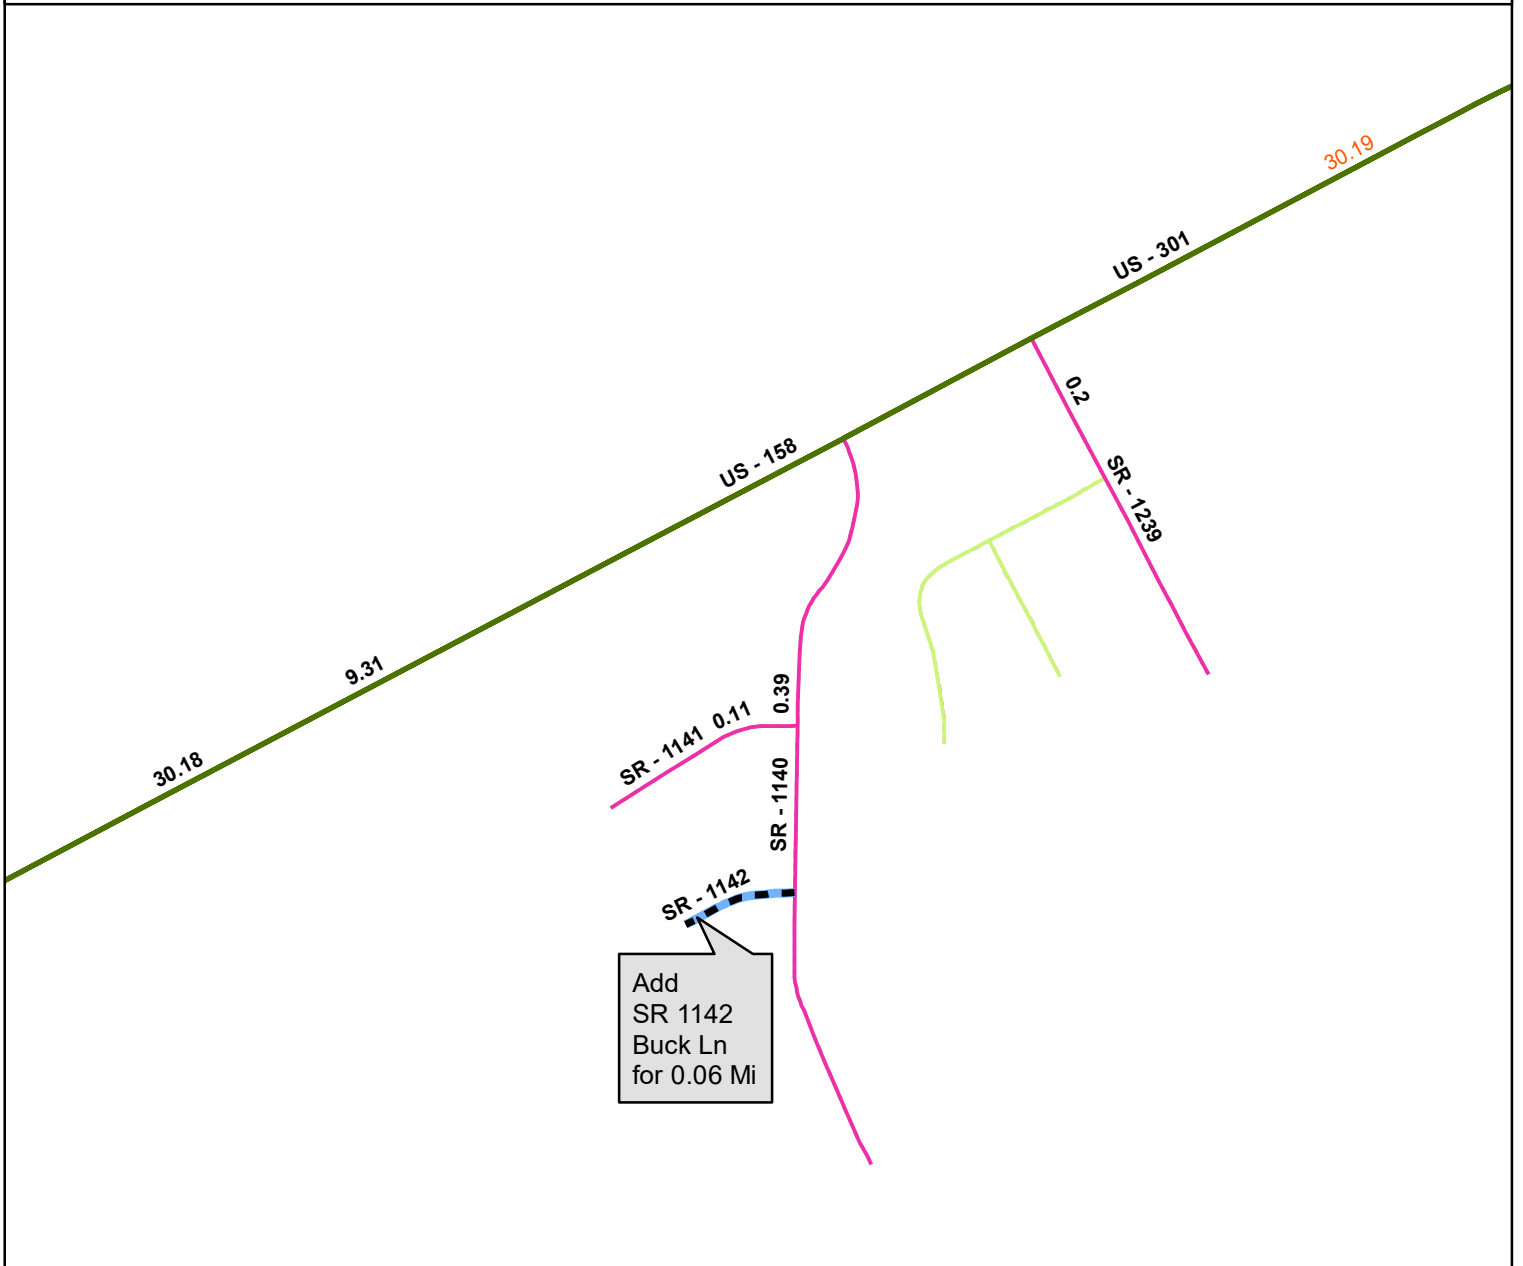 30.19
US - 301
0.2
US - 158
SR - 1239
9.31
0.39
0.11
SR - 1141
30.18
SR - 1140
SR - 1142
Add
SR 1142
Buck Ln
for 0.06 Mi